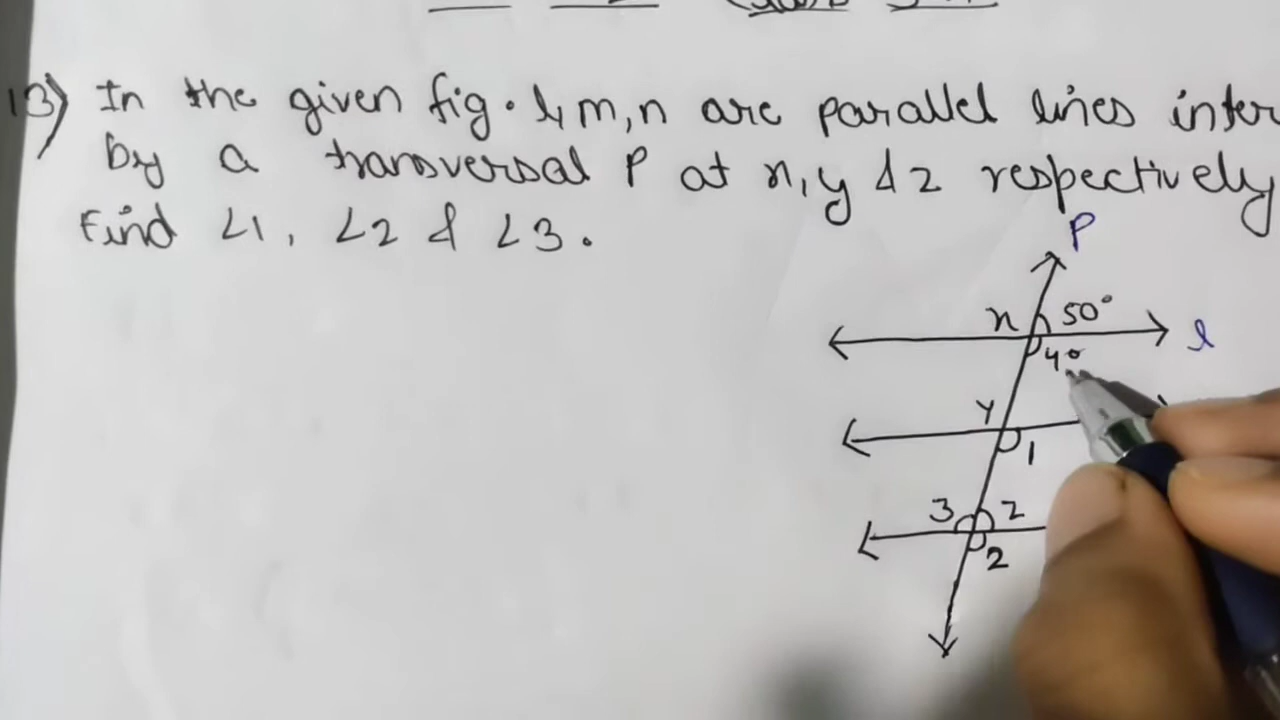 13) In the given fig. l, m, n are parallel lines inter
by a transversal P at x, y & z respectively
Find ∠1, ∠2 & ∠3.
P
x 50°
l
4°
Y
1
3 2
2